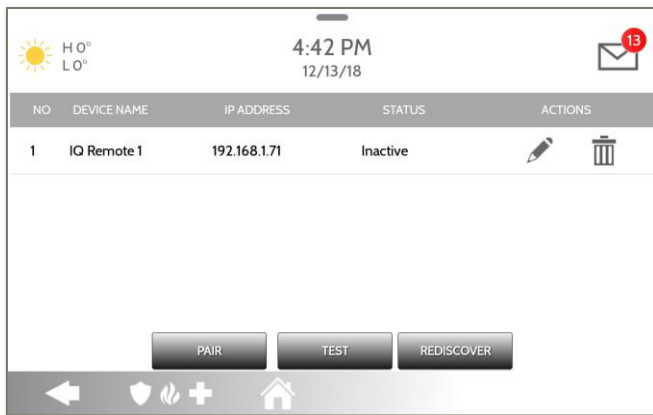 H 0°
L 0°
4:42 PM
12/13/18
13
NO DEVICE NAME IP ADDRESS STATUS ACTIONS
1 IQ Remote 1 192.168.1.71 Inactive
PAIR TEST REDISCOVER